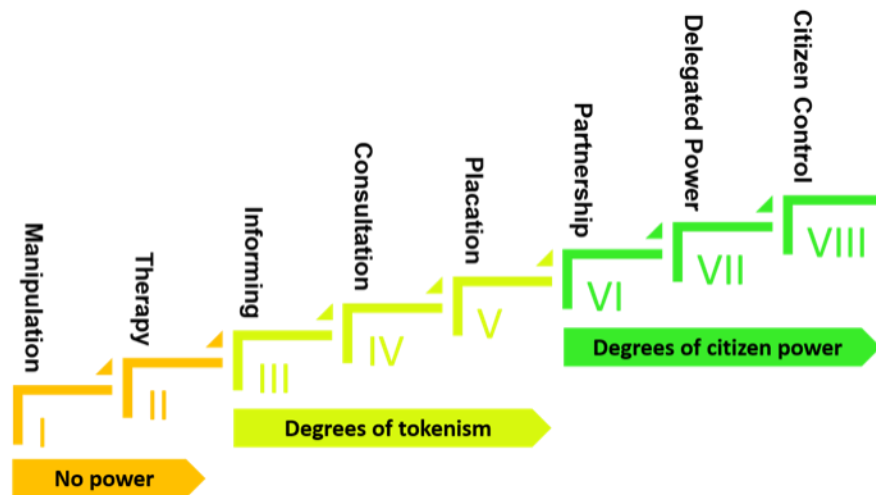 Manipulation
I
Therapy
II
Informing
III
Consultation
IV
Placation
V
Partnership
VI
Delegated Power
VII
Citizen Control
VIII
No power
Degrees of tokenism
Degrees of citizen power